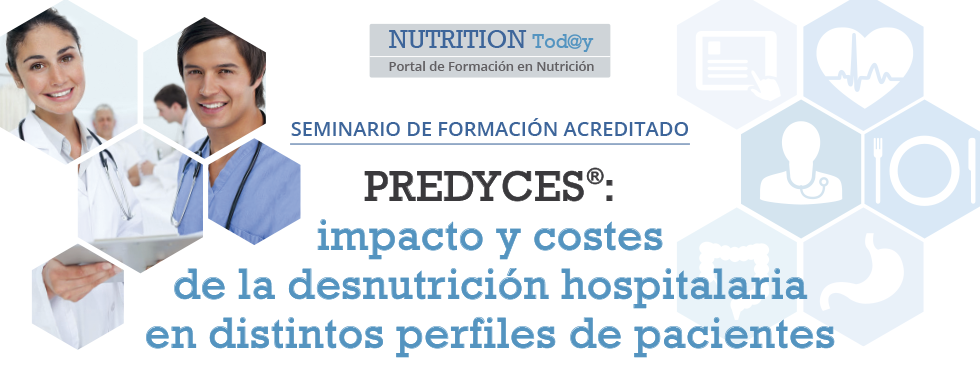 NUTRITION Tod@y
Portal de Formación en Nutrición
SEMINARIO DE FORMACIÓN ACREDITADO
PREDYCES®:
impacto y costes
de la desnutrición hospitalaria
en distintos perfiles de pacientes